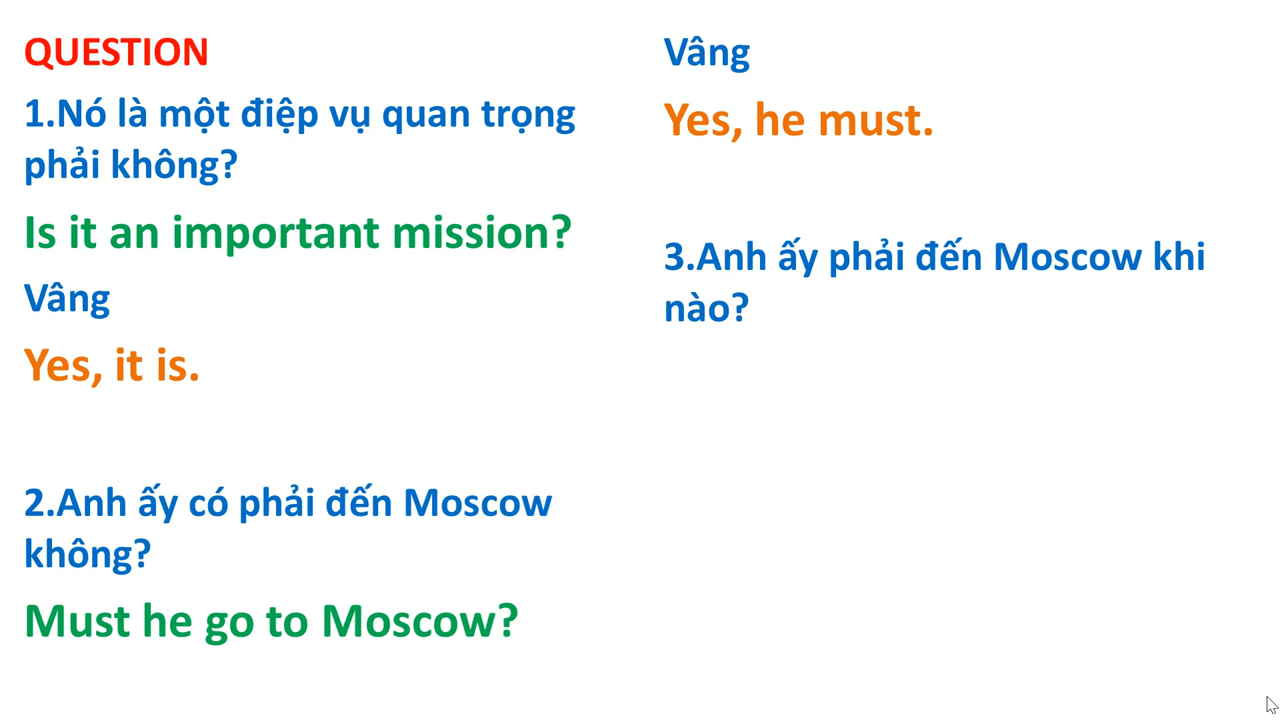 QUESTION
1.Nó là một điệp vụ quan trọng
phải không?
Is it an important mission?
Vâng
Yes, it is.
2.Anh ấy có phải đến Moscow
không?
Must he go to Moscow?
Vâng
Yes, he must.
3.Anh ấy phải đến Moscow khi
nào?